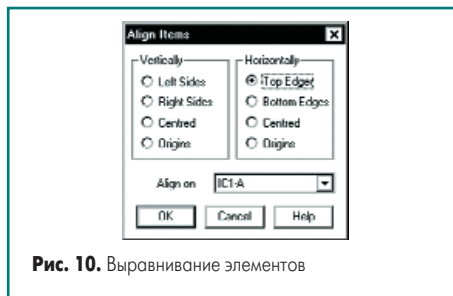 Align Items
Vertically Horizontally
Left Sides Top Edges
Right Sides Bottom Edges
Centred Centred
Origins Origins
Align on IC1-A
OK Cancel Help
Рис. 10. Выравнивание элементов